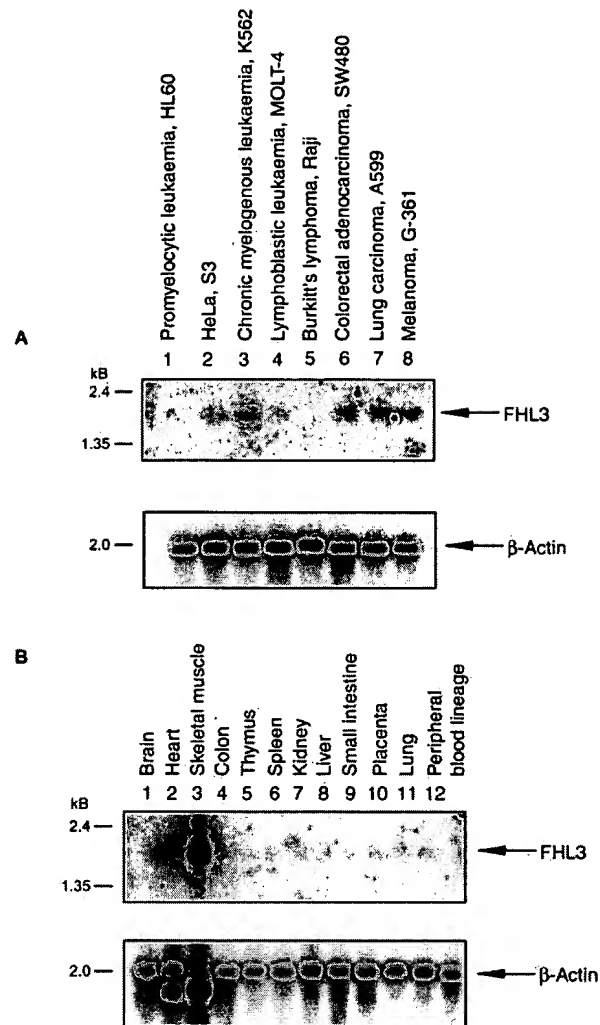 Promyelocytic leukaemia, HL60
HeLa, S3
Chronic myelogenous leukaemia, K562
Lymphoblastic leukaemia, MOLT-4
Burkitt's lymphoma, Raji
Colorectal adenocarcinoma, SW480
Lung carcinoma, A599
Melanoma, G-361
A
1 2 3 4 5 6 7 8
kB
2.4
FHL3
1.35
2.0
β-Actin
B
Brain
Heart
Skeletal muscle
Colon
Thymus
Spleen
Kidney
Liver
Small intestine
Placenta
Lung
Peripheral
blood lineage
1 2 3 4 5 6 7 8 9 10 11 12
kB
2.4
FHL3
1.35
2.0
β-Actin